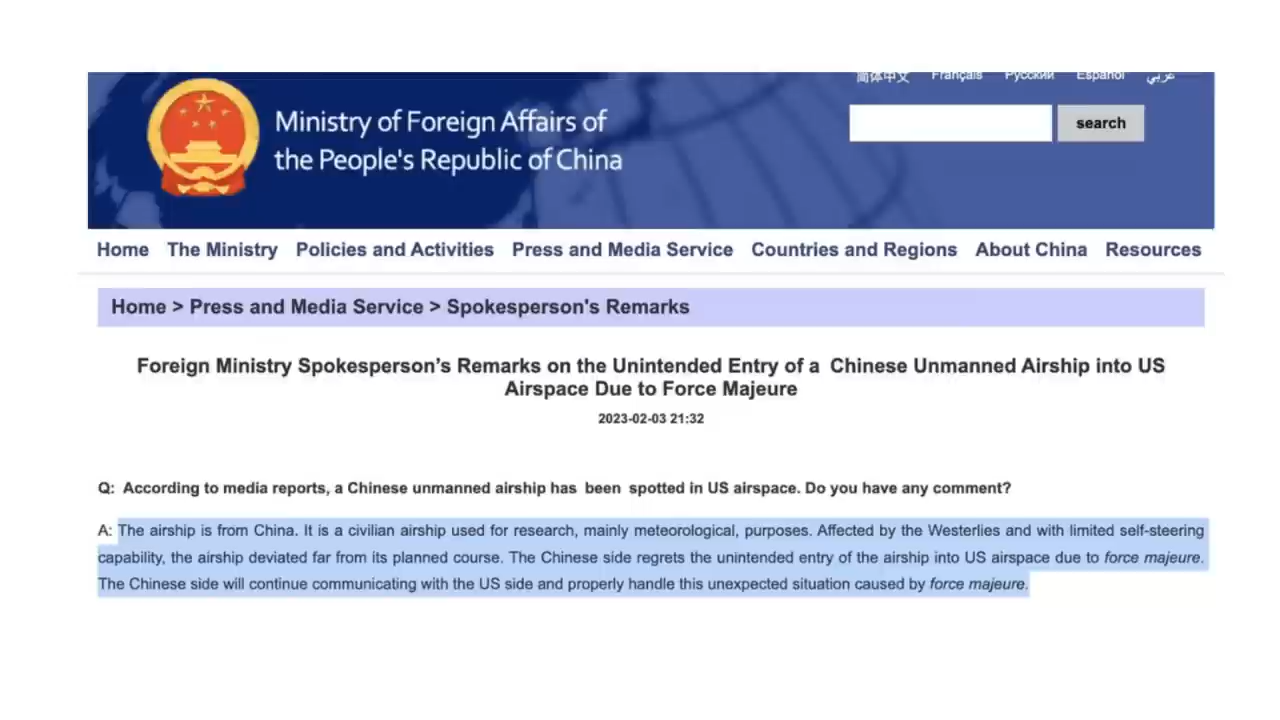 简体中文 Français Русский Español عربي
Ministry of Foreign Affairs of
the People's Republic of China
search
Home The Ministry Policies and Activities Press and Media Service Countries and Regions About China Resources
Home > Press and Media Service > Spokesperson's Remarks
Foreign Ministry Spokesperson’s Remarks on the Unintended Entry of a Chinese Unmanned Airship into US
Airspace Due to Force Majeure
2023-02-03 21:32
Q: According to media reports, a Chinese unmanned airship has been spotted in US airspace. Do you have any comment?
A: The airship is from China. It is a civilian airship used for research, mainly meteorological, purposes. Affected by the Westerlies and with limited self-steering
capability, the airship deviated far from its planned course. The Chinese side regrets the unintended entry of the airship into US airspace due to force majeure.
The Chinese side will continue communicating with the US side and properly handle this unexpected situation caused by force majeure.